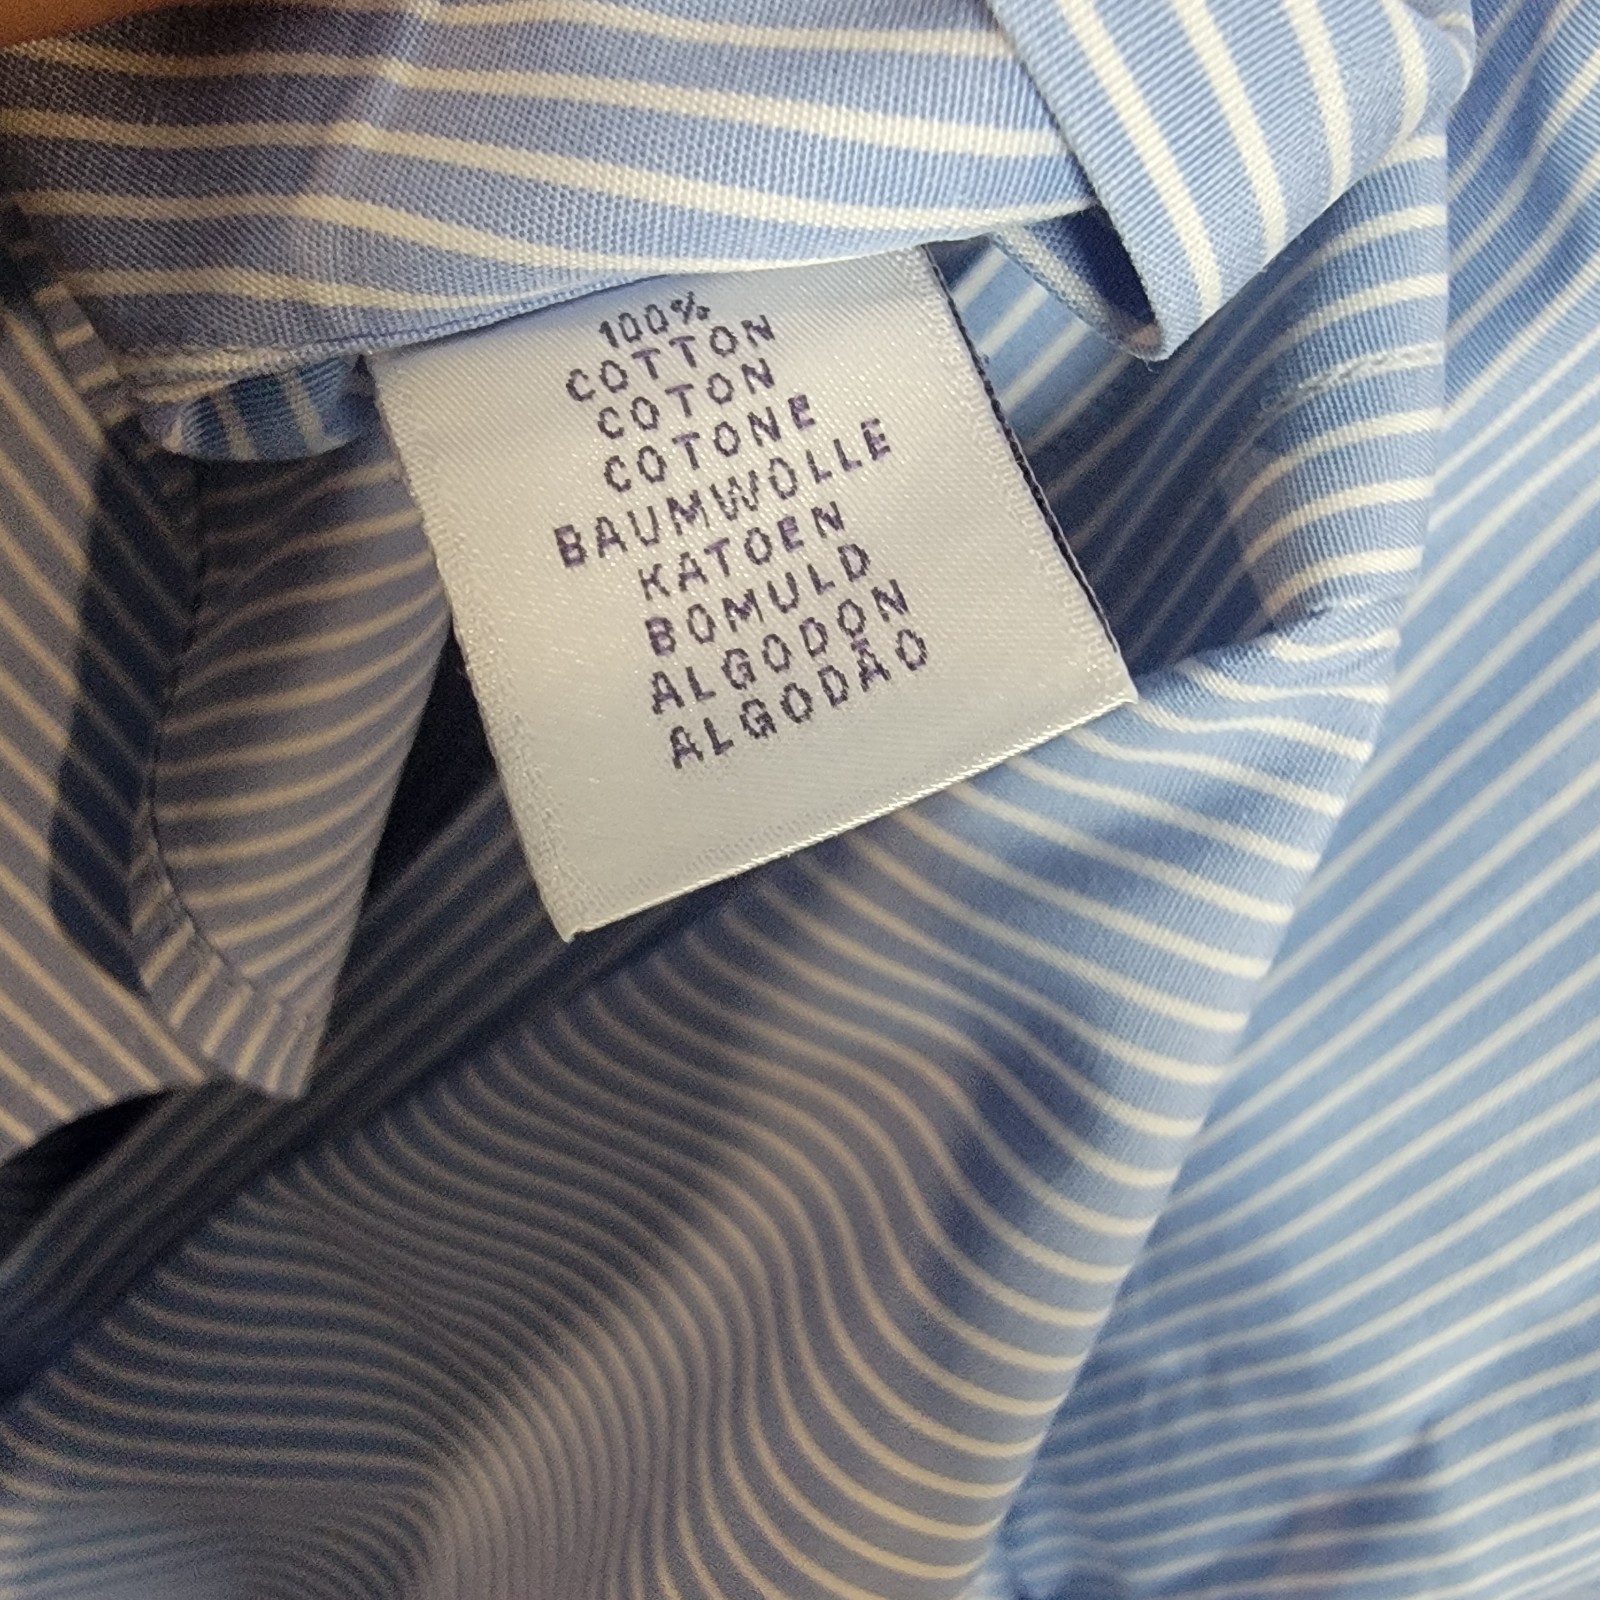 100%
COTTON
COTON
COTONE
BAUMWOLLE
KATOEN
BOMULD
ALGODON
ALGODÃO